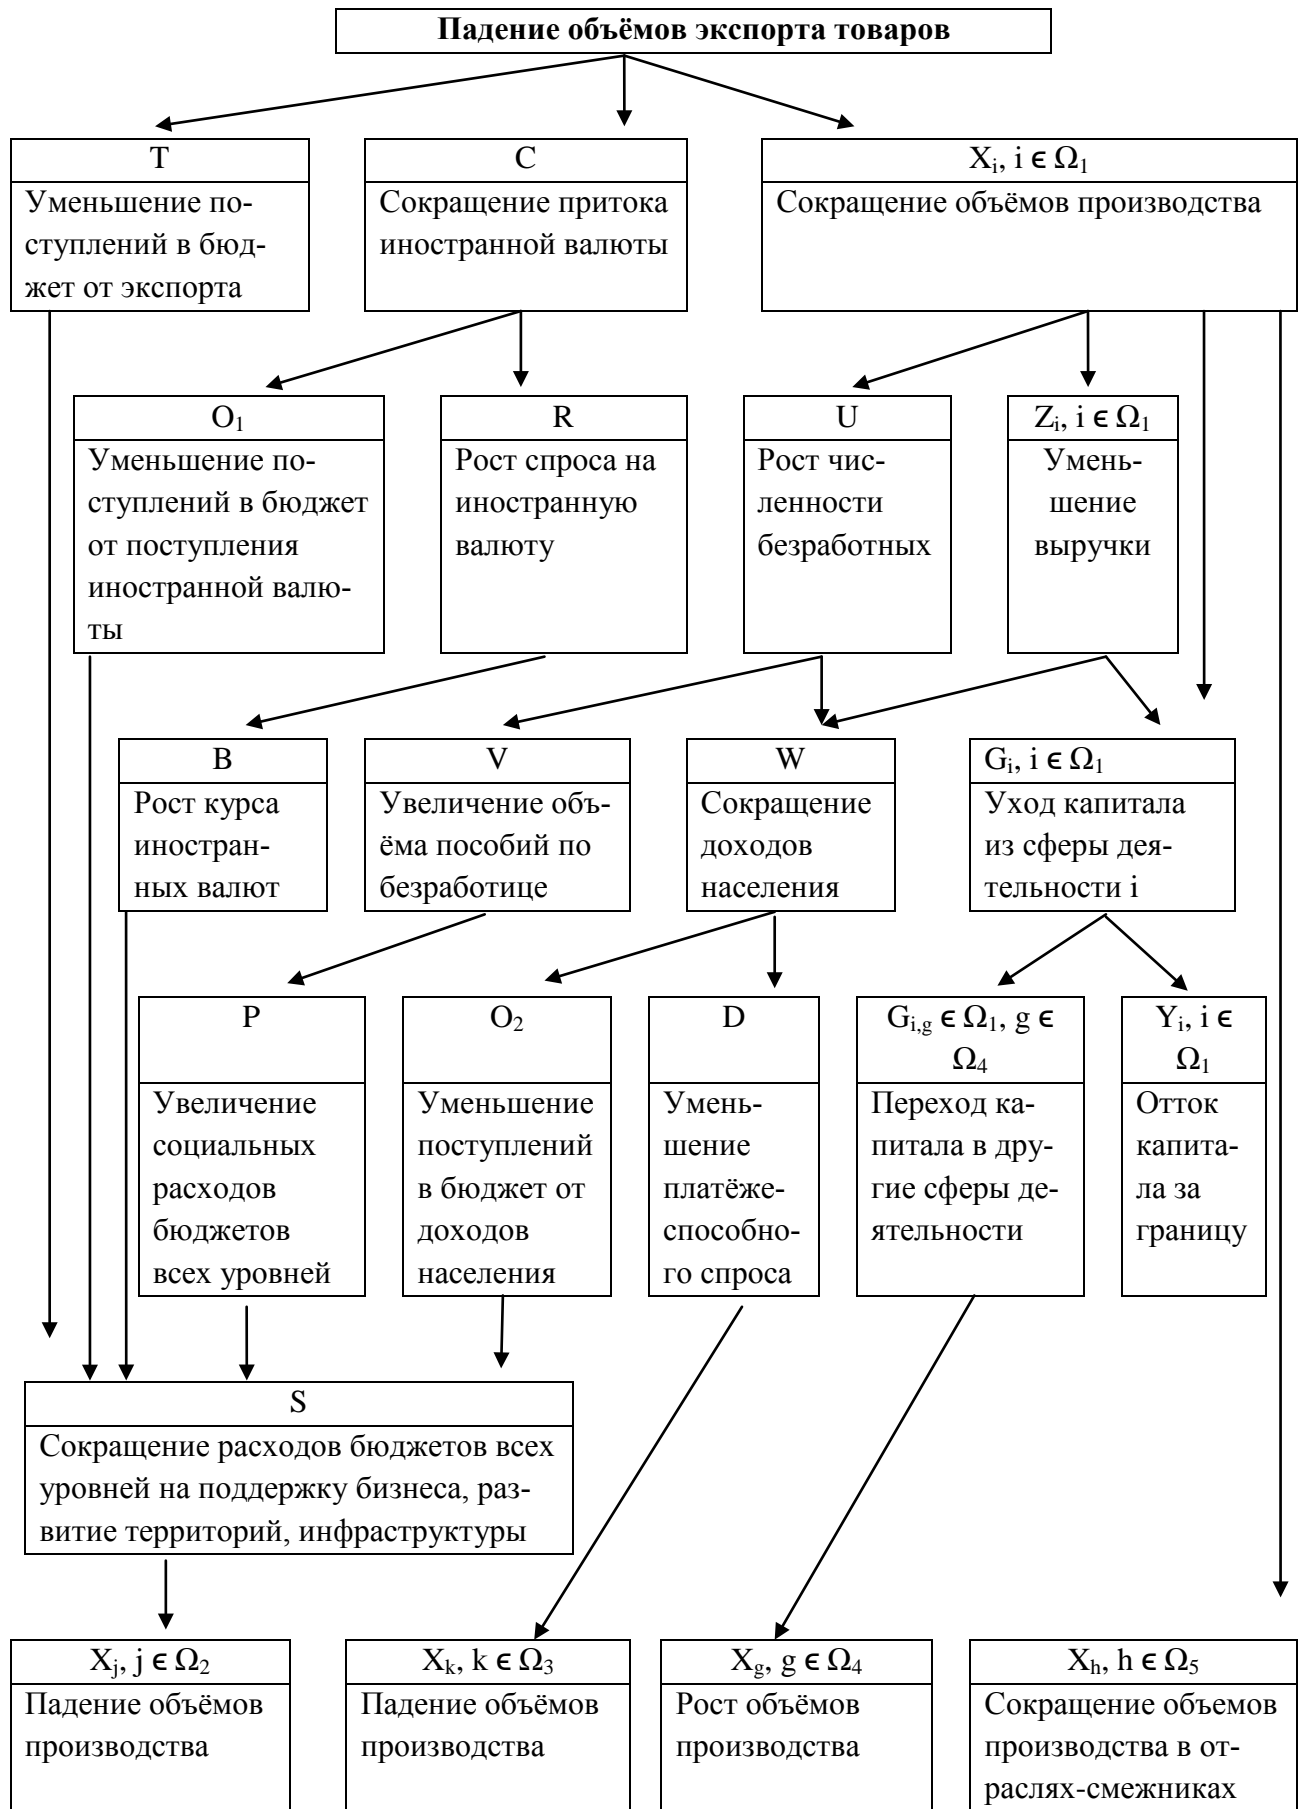 Падение объёмов экспорта товаров
T
Уменьшение по-
ступлений в бюд-
жет от экспорта
C
Сокращение притока
иностранной валюты
Xi, i ϵ Ω1
Сокращение объёмов производства
O1
Уменьшение по-
ступлений в бюджет
от поступления
иностранной валю-
ты
R
Рост спроса на
иностранную
валюту
U
Рост чис-
ленности
безработных
Zi, i ϵ Ω1
Умень-
шение
выручки
B
Рост курса
иностран-
ных валют
V
Увеличение объ-
ёма пособий по
безработице
W
Сокращение
доходов
населения
Gi, i ϵ Ω1
Уход капитала
из сферы дея-
тельности i
P
Увеличение
социальных
расходов
бюджетов
всех уровней
O2
Уменьшение
поступлений
в бюджет от
доходов
населения
D
Умень-
шение
платёже-
способно-
го спроса
Gi,g ϵ Ω1, g ϵ
Ω4
Переход ка-
питала в дру-
гие сферы де-
ятельности
Yi, i ϵ
Ω1
Отток
капита-
ла за
границу
S
Сокращение расходов бюджетов всех
уровней на поддержку бизнеса, раз-
витие территорий, инфраструктуры
Xj, j ϵ Ω2
Падение объёмов
производства
Xk, k ϵ Ω3
Падение объёмов
производства
Xg, g ϵ Ω4
Рост объёмов
производства
Xh, h ϵ Ω5
Сокращение объемов
производства в от-
раслях-смежниках